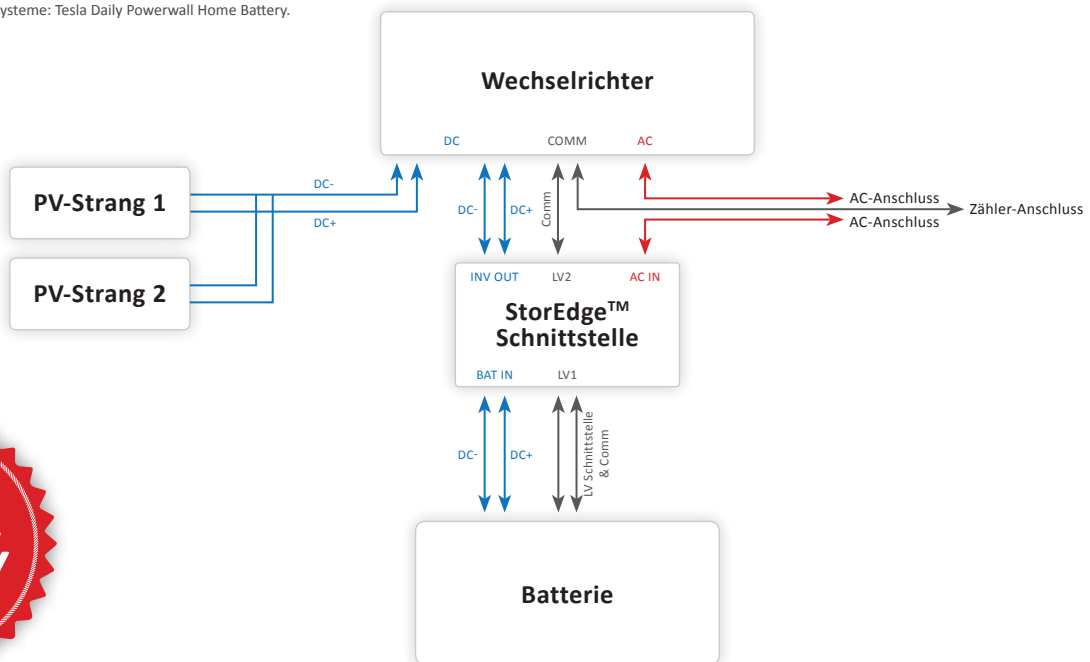 ysteme: Tesla Daily Powerwall Home Battery.
Wechselrichter
DC COMM AC
PV-Strang 1
DC-
DC+
DC- DC+ Comm
AC-Anschluss
Zähler-Anschluss
AC-Anschluss
PV-Strang 2
INV OUT LV2 AC IN
StorEdge™
Schnittstelle
BAT IN LV1
DC- DC+
LV Schnittstelle
& Comm
Batterie